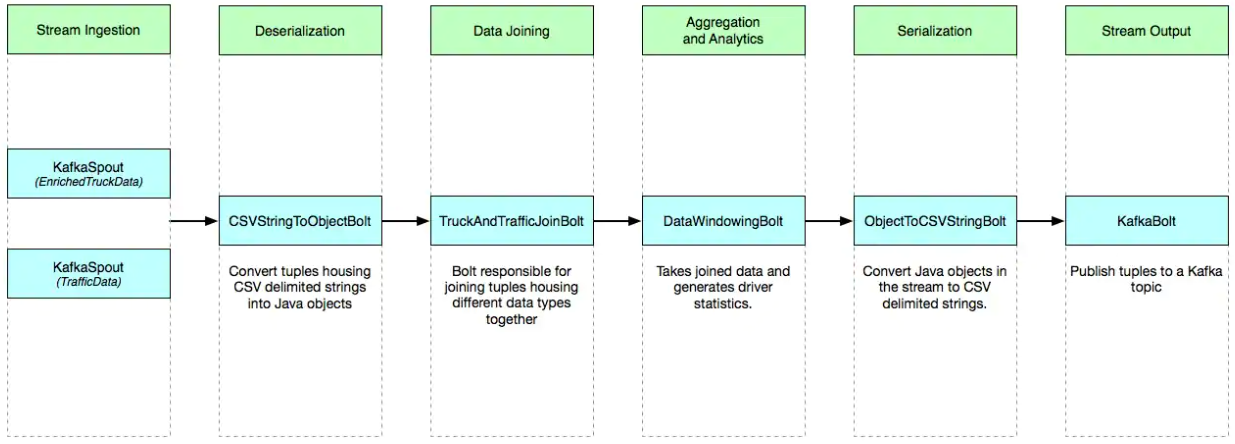 Stream Ingestion
Deserialization
Data Joining
Aggregation
and Analytics
Serialization
Stream Output
KafkaSpout
(EnrichedTruckData)
KafkaSpout
(TrafficData)
CSVStringToObjectBolt
Convert tuples housing
CSV delimited strings
into Java objects
TruckAndTrafficJoinBolt
Bolt responsible for
joining tuples housing
different data types
together
DataWindowingBolt
Takes joined data and
generates driver
statistics.
ObjectToCSVStringBolt
Convert Java objects in
the stream to CSV
delimited strings.
KafkaBolt
Publish tuples to a Kafka
topic